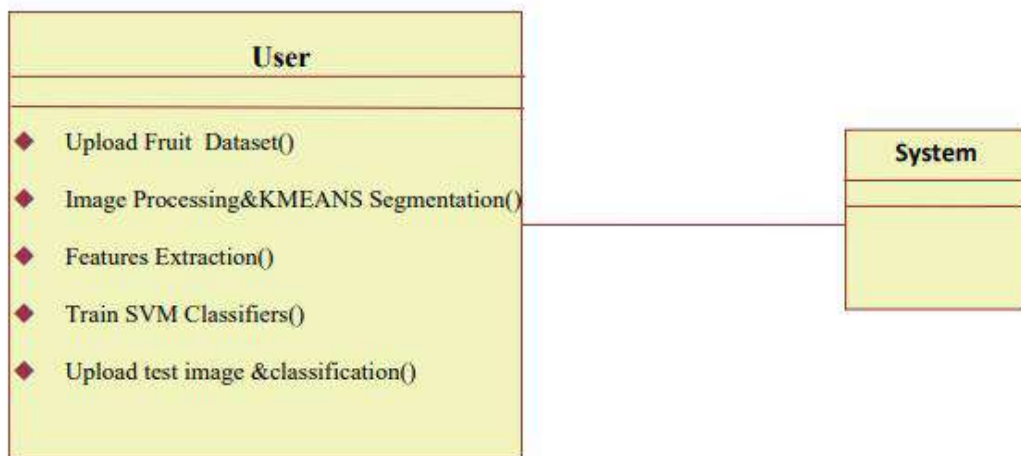 User
Upload Fruit Dataset()
Image Processing&KMEANS Segmentation()
Features Extraction()
Train SVM Classifiers()
Upload test image &classification()
System